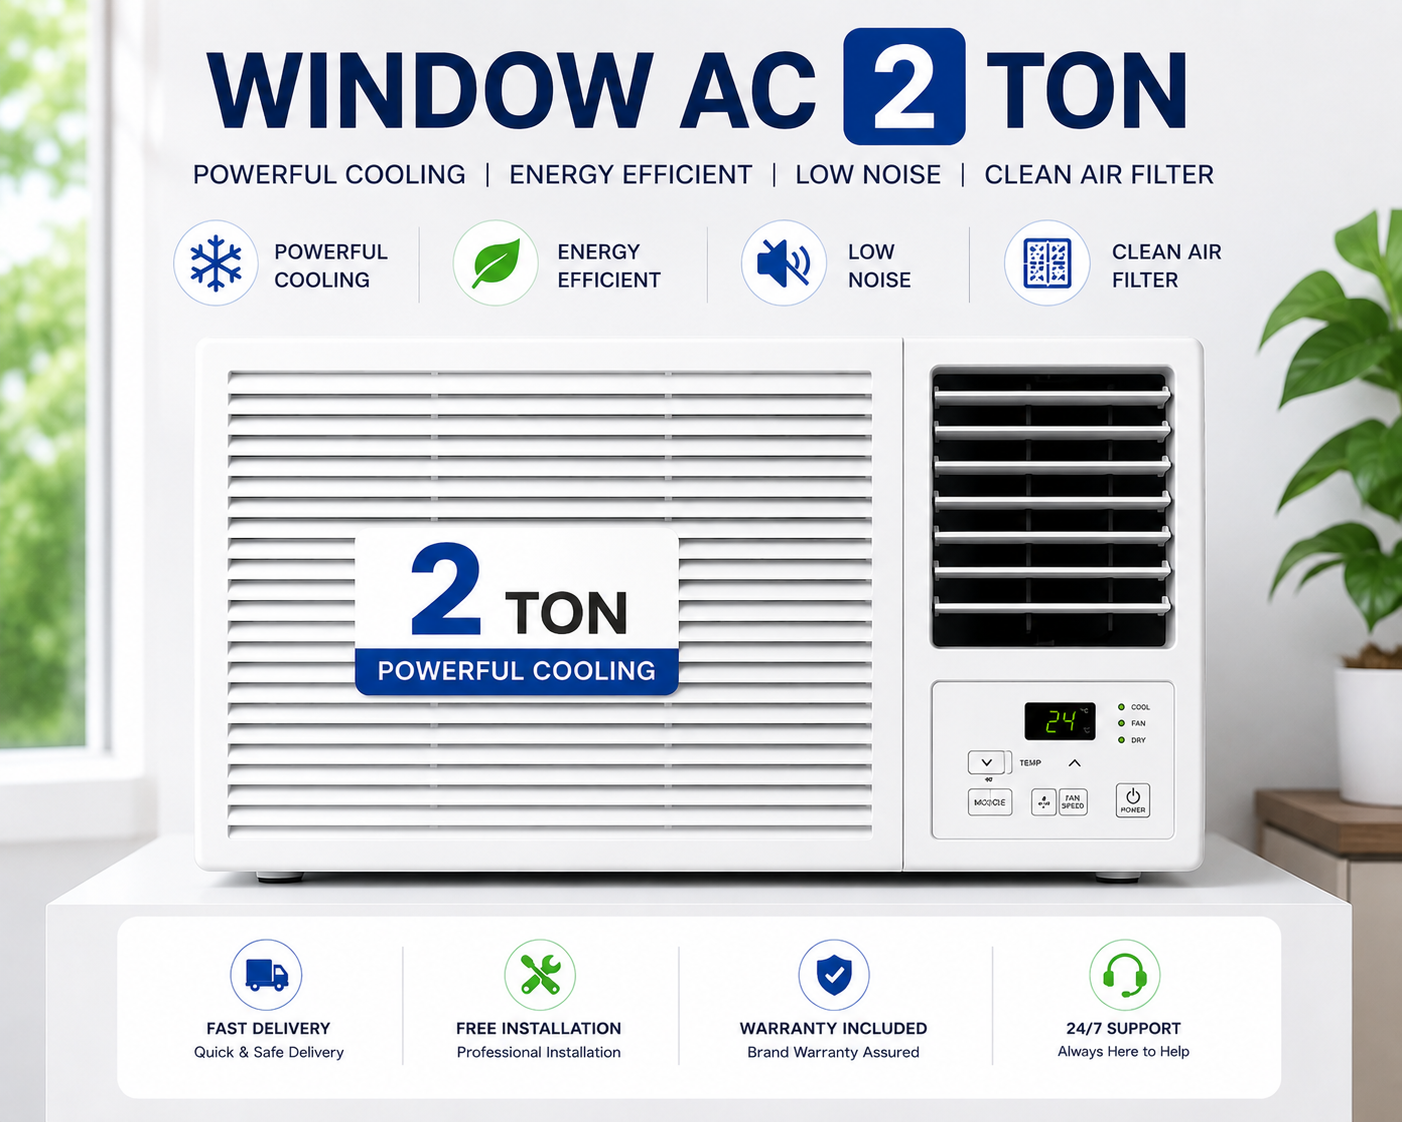 WINDOW AC 2 TON
POWERFUL COOLING | ENERGY EFFICIENT | LOW NOISE | CLEAN AIR FILTER
POWERFUL
COOLING
ENERGY
EFFICIENT
LOW
NOISE
CLEAN AIR
FILTER
2 TON
POWERFUL COOLING
24
COOL
FAN
DRY
TEMP
FAN
SPEED
FAST DELIVERY
Quick & Safe Delivery
FREE INSTALLATION
Professional Installation
WARRANTY INCLUDED
Brand Warranty Assured
24/7 SUPPORT
Always Here to Help